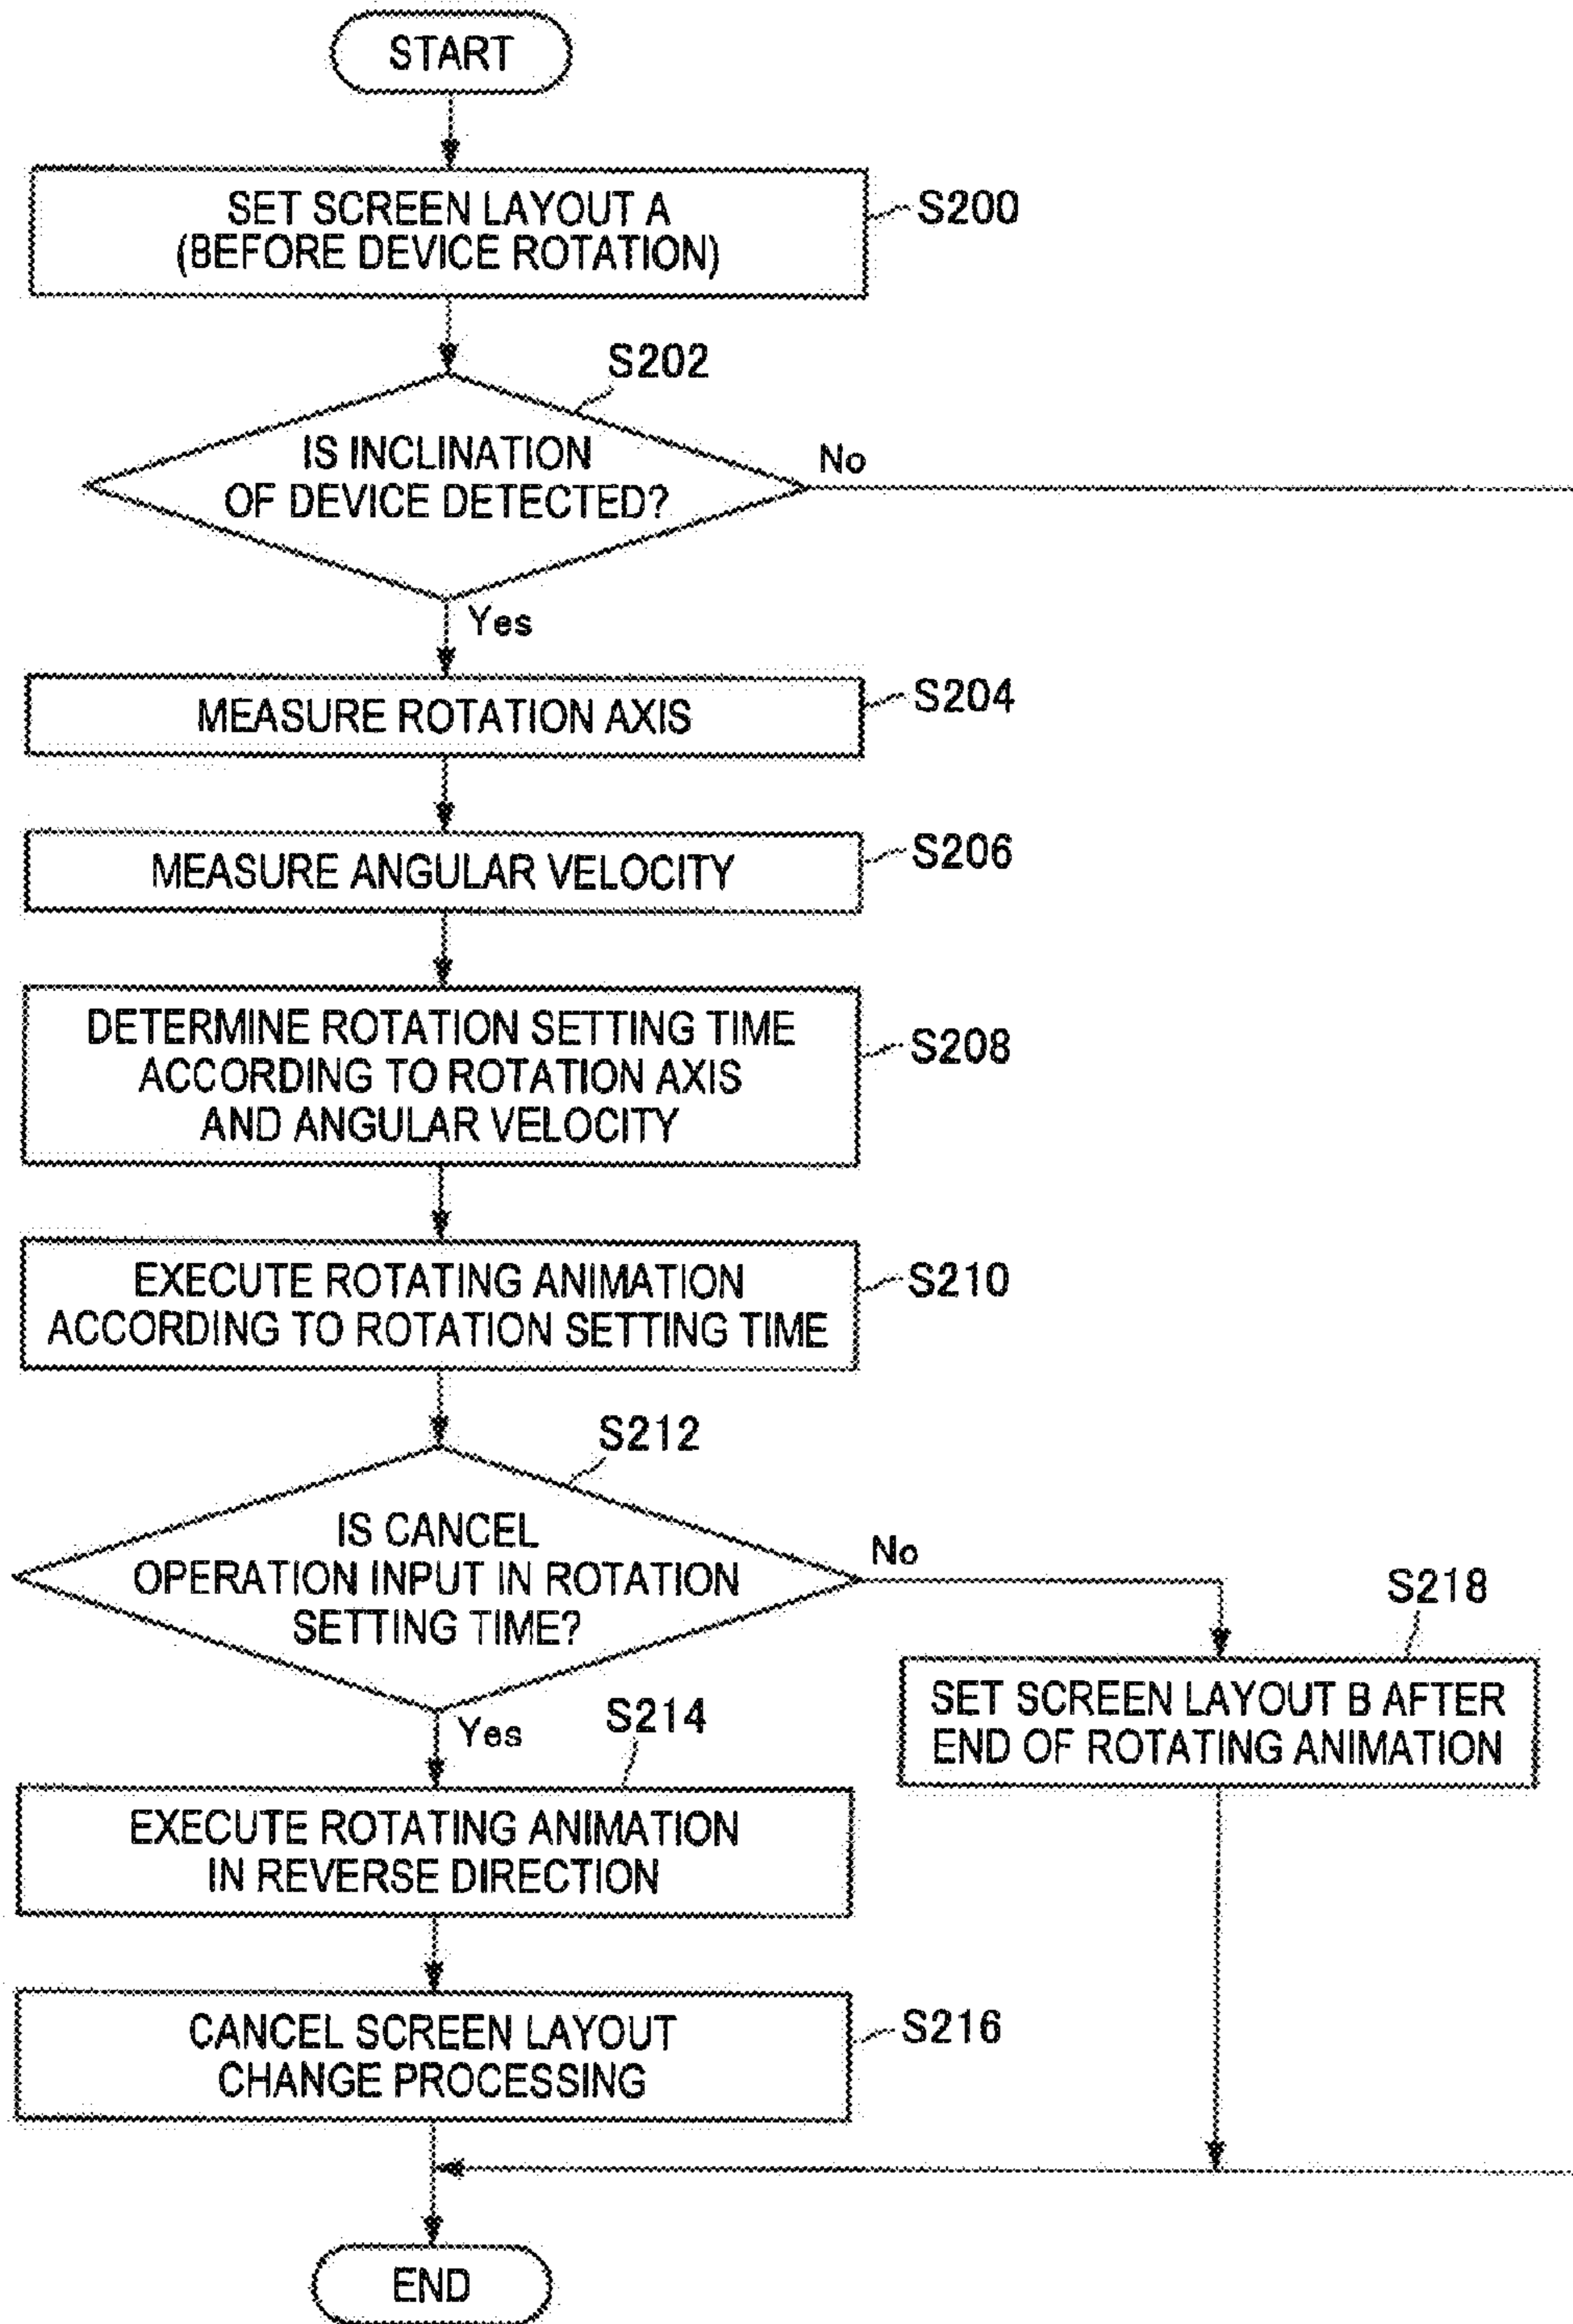 START
SET SCREEN LAYOUT A
(BEFORE DEVICE ROTATION)
S200
S202
IS INCLINATION
OF DEVICE DETECTED?
No
Yes
MEASURE ROTATION AXIS
S204
MEASURE ANGULAR VELOCITY
S206
DETERMINE ROTATION SETTING TIME
ACCORDING TO ROTATION AXIS
AND ANGULAR VELOCITY
S208
EXECUTE ROTATING ANIMATION
ACCORDING TO ROTATION SETTING TIME
S210
S212
IS CANCEL
OPERATION INPUT IN ROTATION
SETTING TIME?
No
Yes
S218
SET SCREEN LAYOUT B AFTER
END OF ROTATING ANIMATION
S214
EXECUTE ROTATING ANIMATION
IN REVERSE DIRECTION
CANCEL SCREEN LAYOUT
CHANGE PROCESSING
S216
END